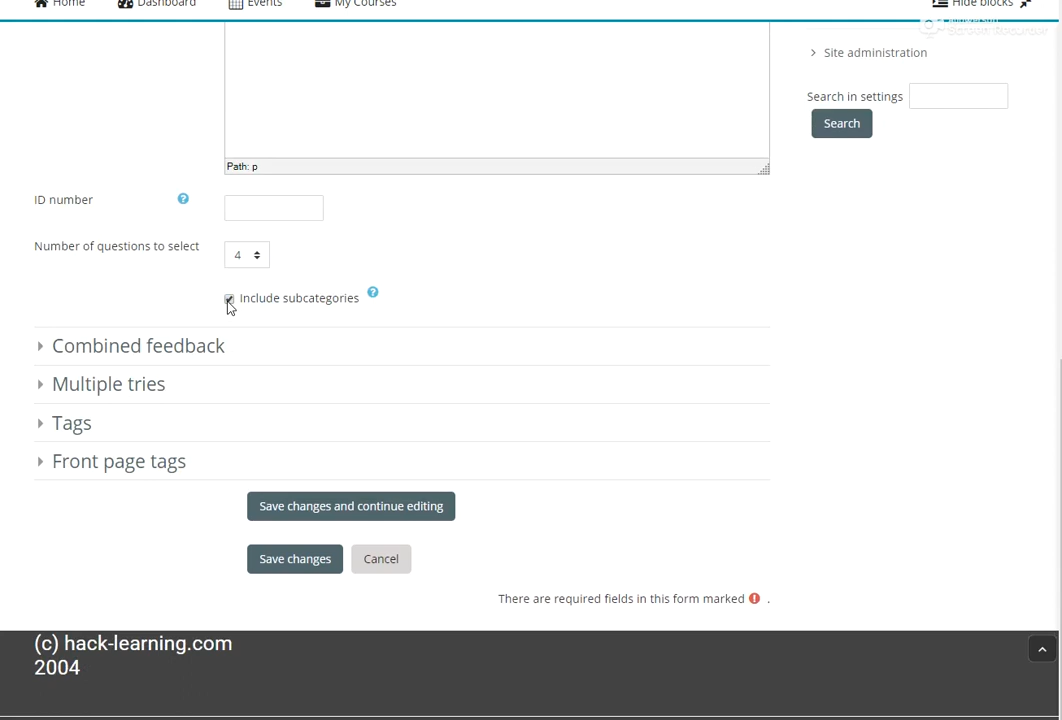 Home Dashboard Events My Courses Hide blocks
Screen Recorder
Site administration
Search in settings
Search
Path: p
ID number
Number of questions to select 4
Include subcategories
Combined feedback
Multiple tries
Tags
Front page tags
Save changes and continue editing
Save changes Cancel
There are required fields in this form marked .
(c) hack-learning.com
2004